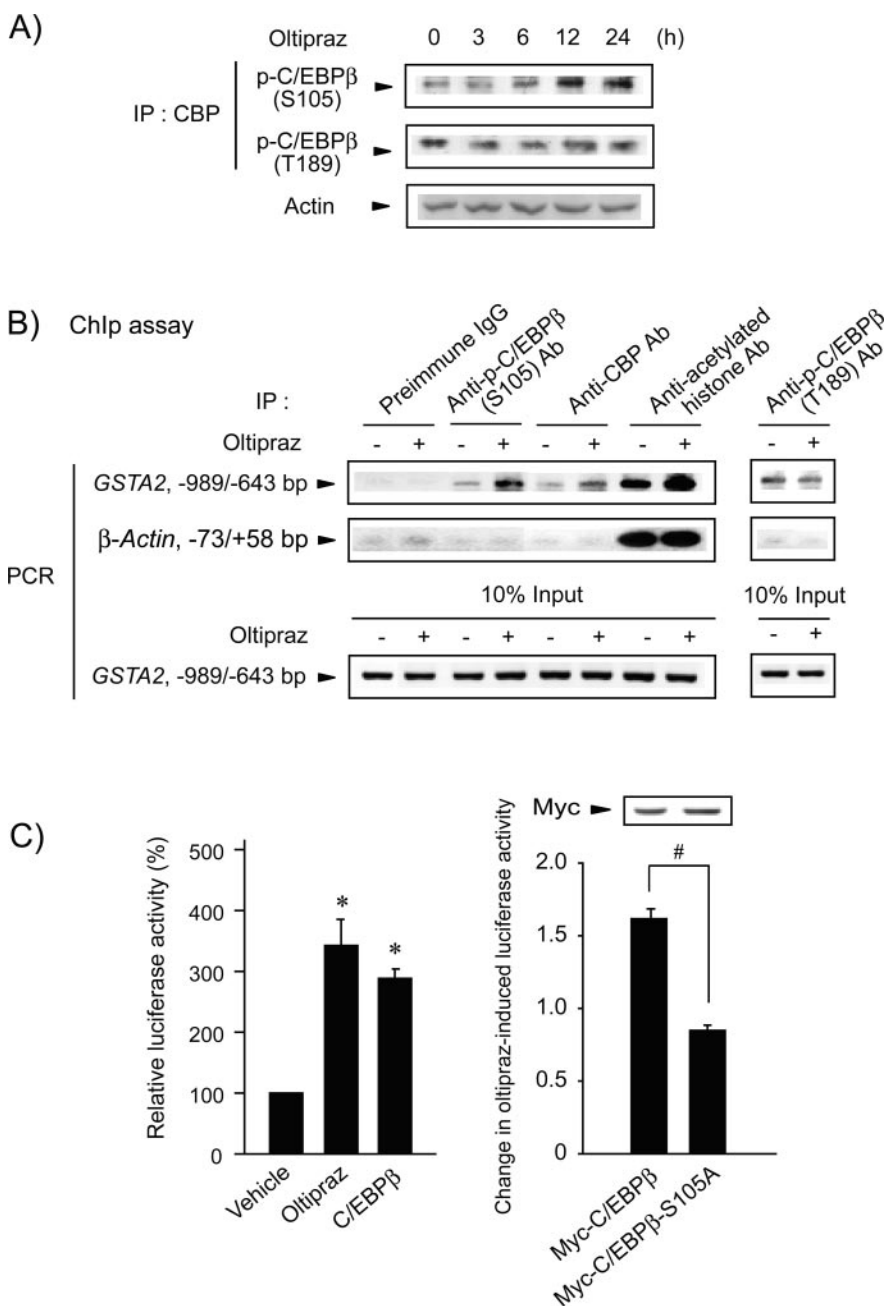 A)
Oltipraz 0 3 6 12 24 (h)
IP : CBP
p-C/EBPβ
(S105)
p-C/EBPβ
(T189)
Actin
B) ChIp assay
IP :
Preimmune IgG
Anti-p-C/EBPβ
(S105) Ab
Anti-CBP Ab
Anti-acetylated
histone Ab
Anti-p-C/EBPβ
(T189) Ab
Oltipraz - + - + - + - + - +
PCR
GSTA2, -989/-643 bp
β-Actin, -73/+58 bp
10% Input 10% Input
Oltipraz - + - + - + - + - +
GSTA2, -989/-643 bp
C)
Relative luciferase activity (%)
500
400
300
200
100
0
*
*
Vehicle
Oltipraz
C/EBPβ
Myc
Change in oltipraz-induced luciferase activity
2.0
1.5
1.0
0.5
0
#
Myc-C/EBPβ
Myc-C/EBPβ-S105A